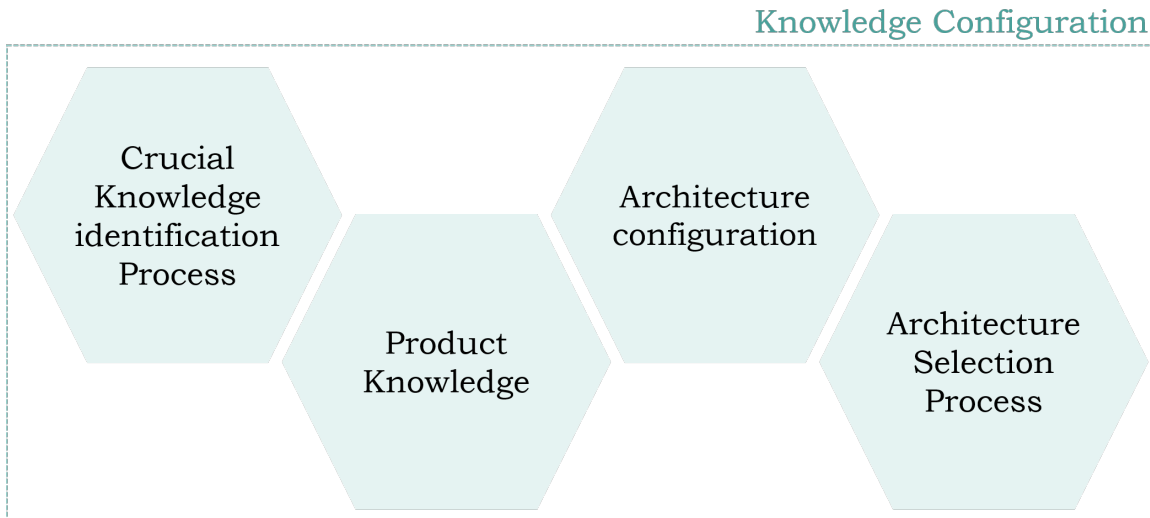 Knowledge Configuration
Crucial
Knowledge
identification
Process
Product
Knowledge
Architecture
configuration
Architecture
Selection
Process